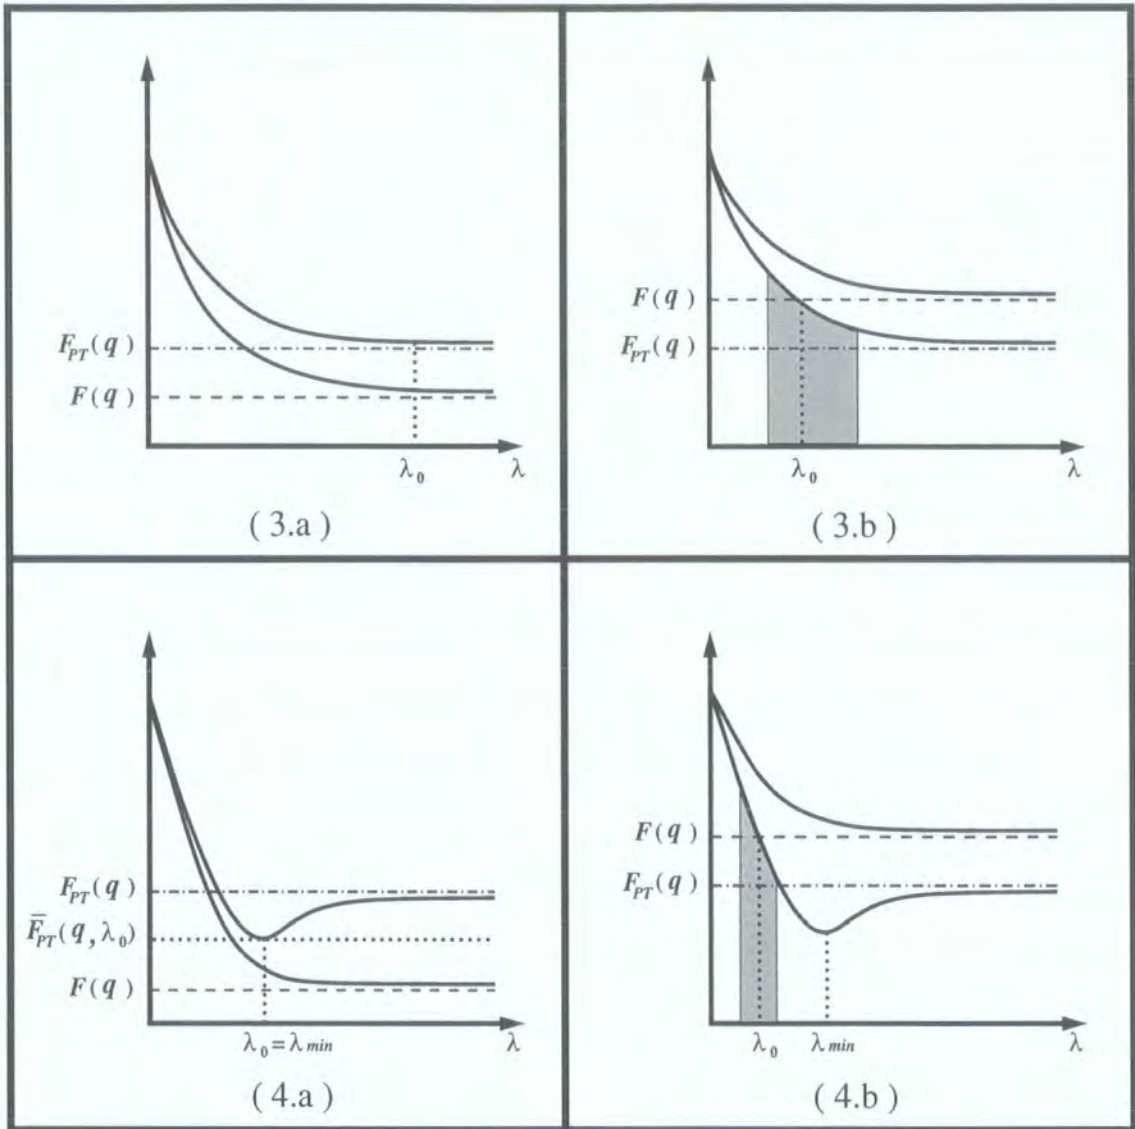 F_PT(q)
F(q)
λ_0
λ
(3.a)
F(q)
F_PT(q)
λ_0
λ
(3.b)
F_PT(q)
F̅_PT(q, λ_0)
F(q)
λ_0 = λ_min
λ
(4.a)
F(q)
F_PT(q)
λ_0
λ_min
λ
(4.b)